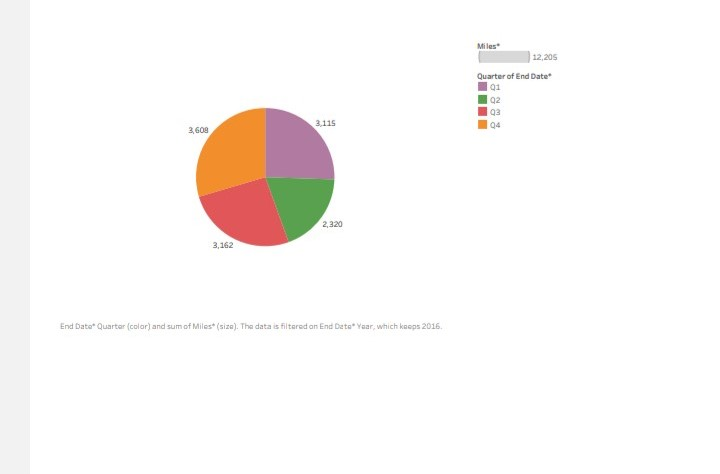 Miles*
12,205
Quarter of End Date*
Q1
Q2
Q3
Q4
3,608
3,115
2,320
3,162
End Date* Quarter (color) and sum of Miles* (size). The data is filtered on End Date* Year, which keeps 2016.